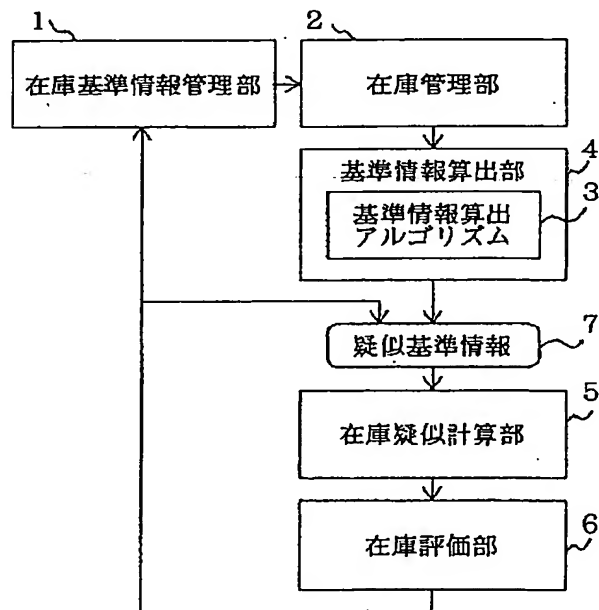 1
在庫基準情報管理部
2
在庫管理部
4
基準情報算出部
3
基準情報算出
アルゴリズム
7
疑似基準情報
5
在庫疑似計算部
6
在庫評価部